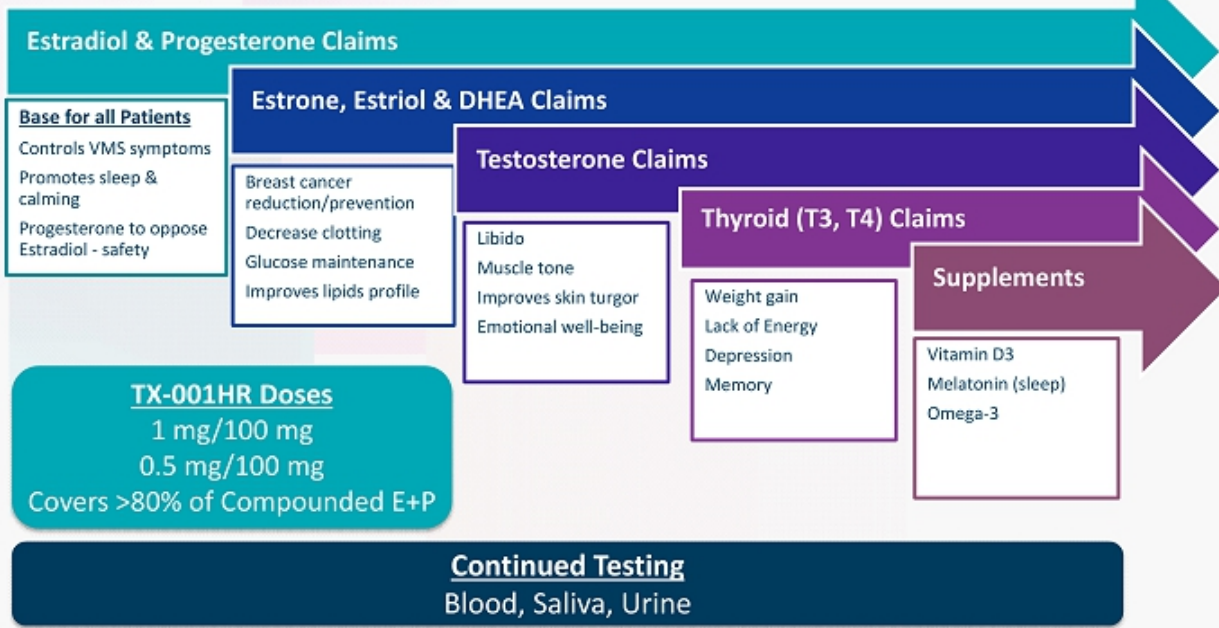 Estradiol & Progesterone Claims
Base for all Patients
Controls VMS symptoms
Promotes sleep &
calming
Progesterone to oppose
Estradiol - safety
Estrone, Estriol & DHEA Claims
Breast cancer
reduction/prevention
Decrease clotting
Glucose maintenance
Improves lipids profile
Testosterone Claims
Libido
Muscle tone
Improves skin turgor
Emotional well-being
Thyroid (T3, T4) Claims
Weight gain
Lack of Energy
Depression
Memory
Supplements
Vitamin D3
Melatonin (sleep)
Omega-3
TX-001HR Doses
1 mg/100 mg
0.5 mg/100 mg
Covers >80% of Compounded E+P
Continued Testing
Blood, Saliva, Urine